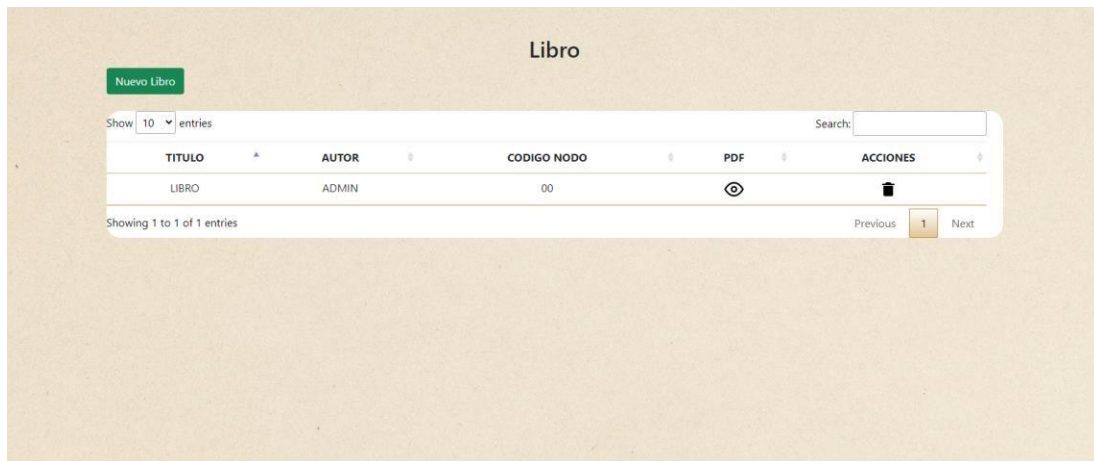 Libro
Nuevo Libro
Show 10 entries Search:
TITULO AUTOR CODIGO NODO PDF ACCIONES
LIBRO ADMIN 00
Showing 1 to 1 of 1 entries Previous 1 Next